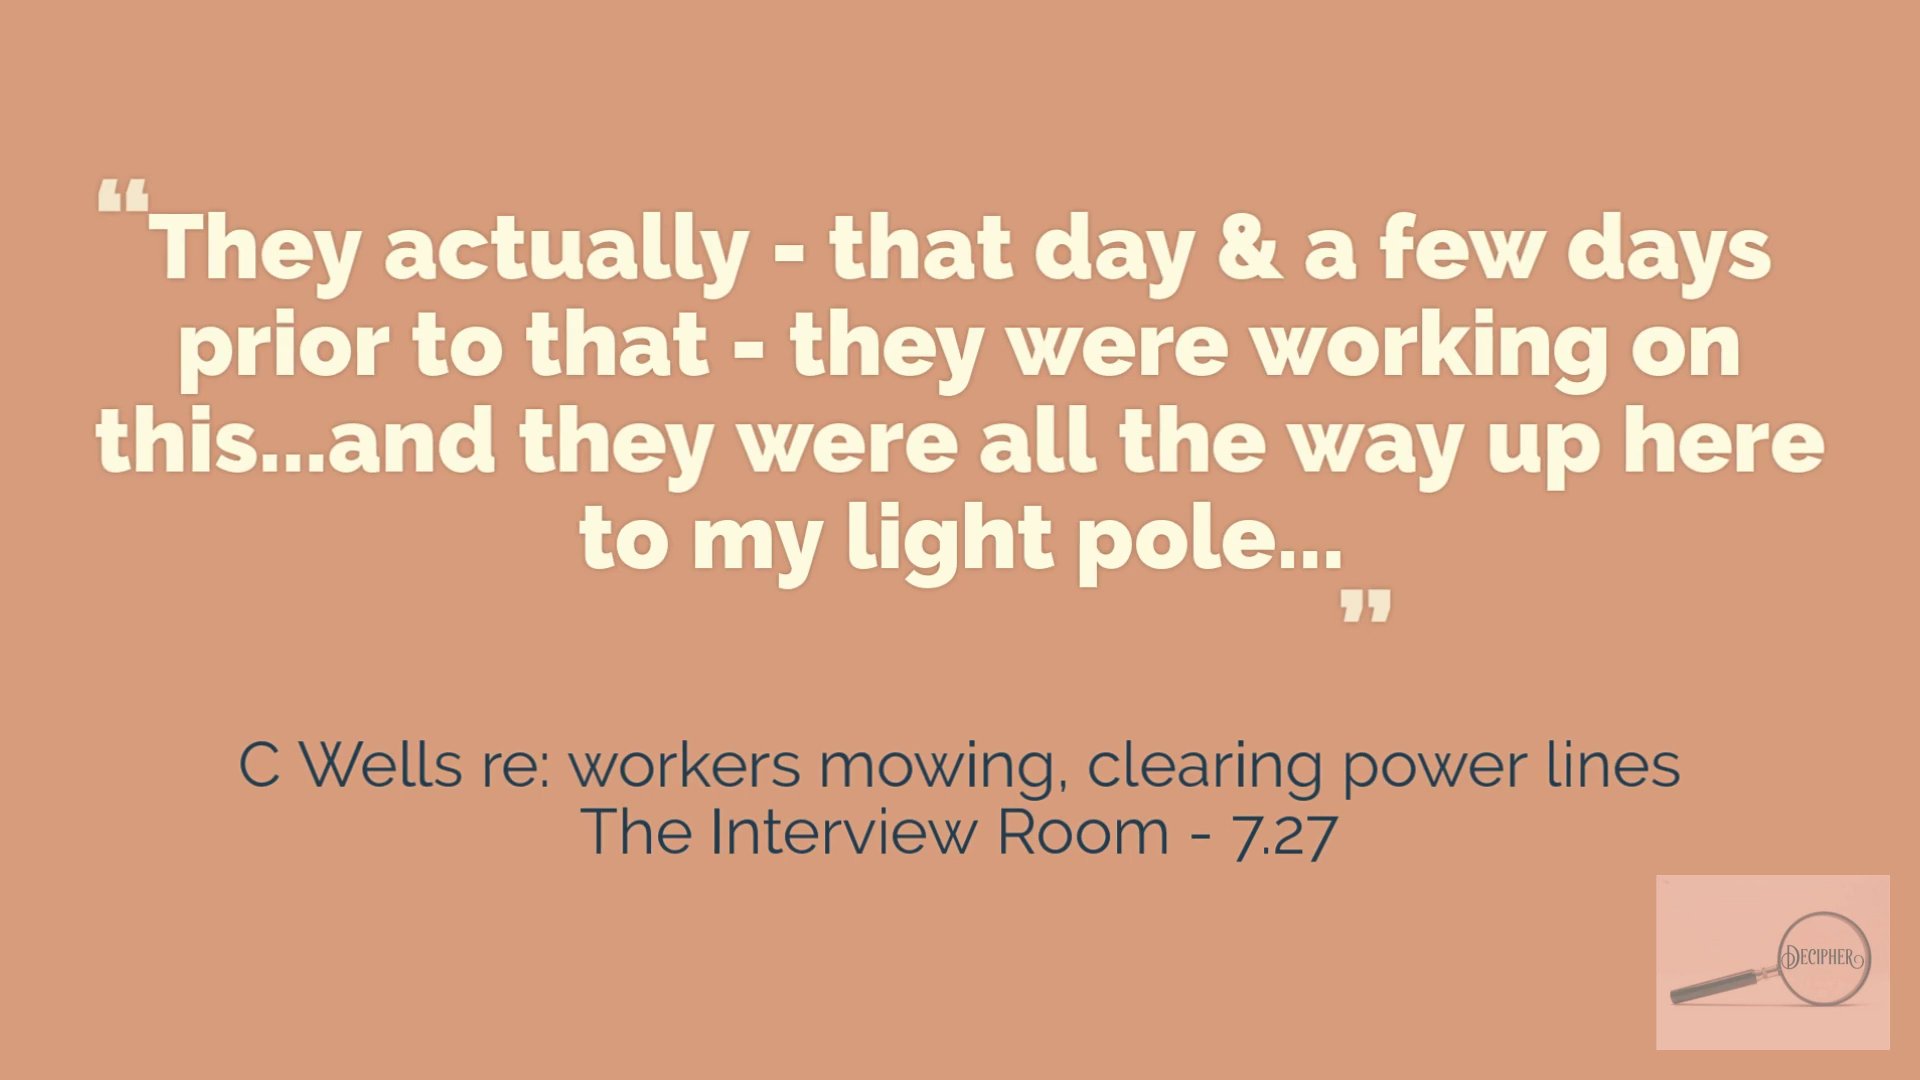 “They actually - that day & a few days
prior to that - they were working on
this...and they were all the way up here
to my light pole...”
C Wells re: workers mowing, clearing power lines
The Interview Room - 7.27
DECIPHER